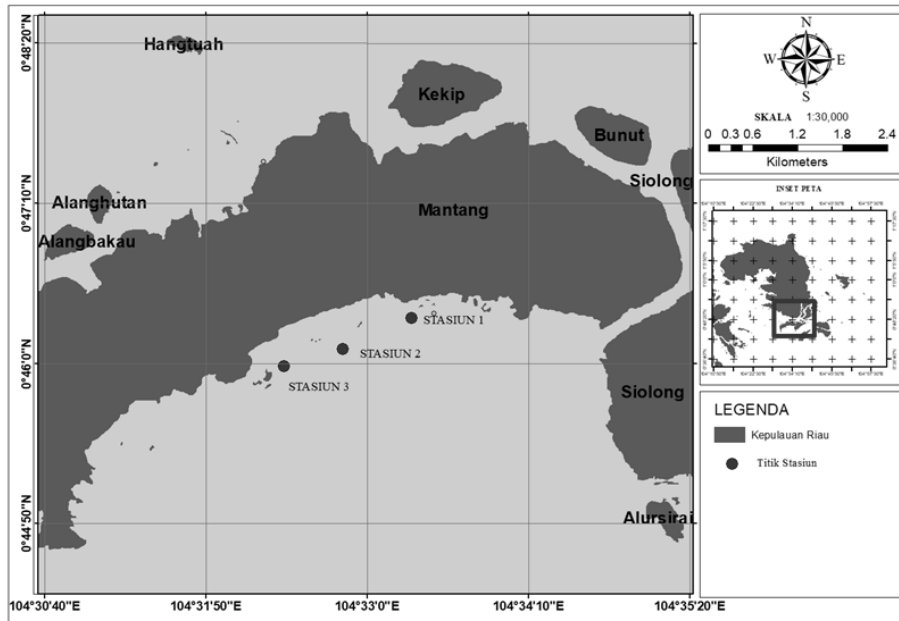 Hangtuah
Kekip
Bunut
Siolong
Alanghutan
Mantang
Alangbakau
STASIUN 1
STASIUN 2
STASIUN 3
Siolong
Alursirai
0°48'20"N
0°47'10"N
0°46'0"N
0°44'50"N
104°30'40"E
104°31'50"E
104°33'0"E
104°34'10"E
104°35'20"E
N
W E
S
SKALA 1:30,000
0 0.3 0.6 1.2 1.8 2.4
Kilometers
INSET PETA
LEGENDA
Kepulauan Riau
Titik Stasiun